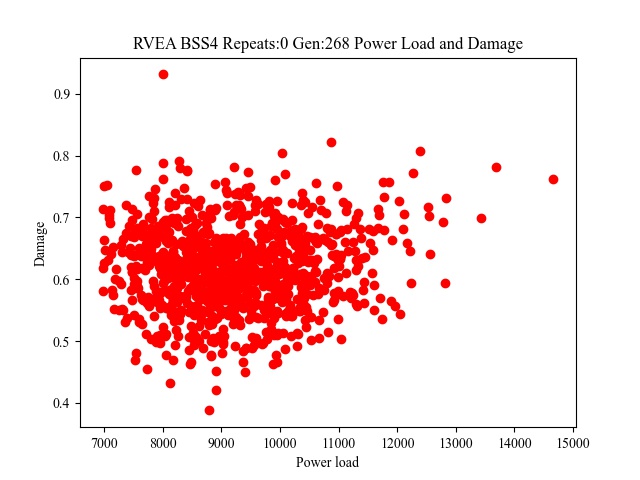 RVEA BSS4 Repeats:0 Gen:268 Power Load and Damage
0.9
0.8
0.7
0.6
0.5
0.4
Damage
7000 8000 9000 10000 11000 12000 13000 14000 15000
Power load